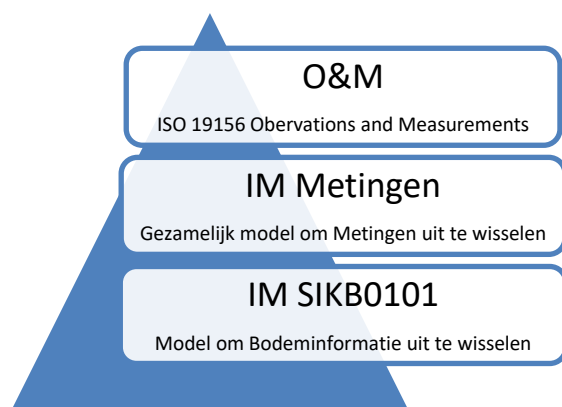 O&M
ISO 19156 Obervations and Measurements
IM Metingen
Gezamelijk model om Metingen uit te wisselen
IM SIKB0101
Model om Bodeminformatie uit te wisselen